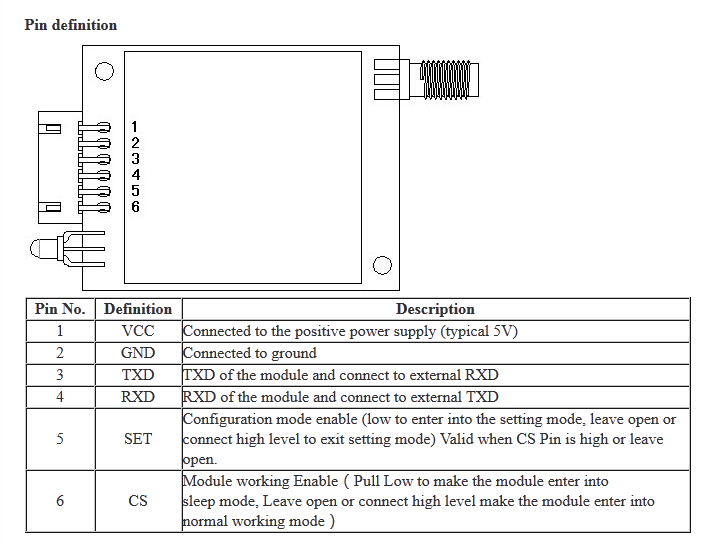 Pin definition
1
2
3
4
5
6
Pin No. Definition Description
1 VCC Connected to the positive power supply (typical 5V)
2 GND Connected to ground
3 TXD TXD of the module and connect to external RXD
4 RXD RXD of the module and connect to external TXD
5 SET Configuration mode enable (low to enter into the setting mode, leave open or
connect high level to exit setting mode) Valid when CS Pin is high or leave
open.
6 CS Module working Enable ( Pull Low to make the module enter into
sleep mode, Leave open or connect high level make the module enter into
normal working mode )